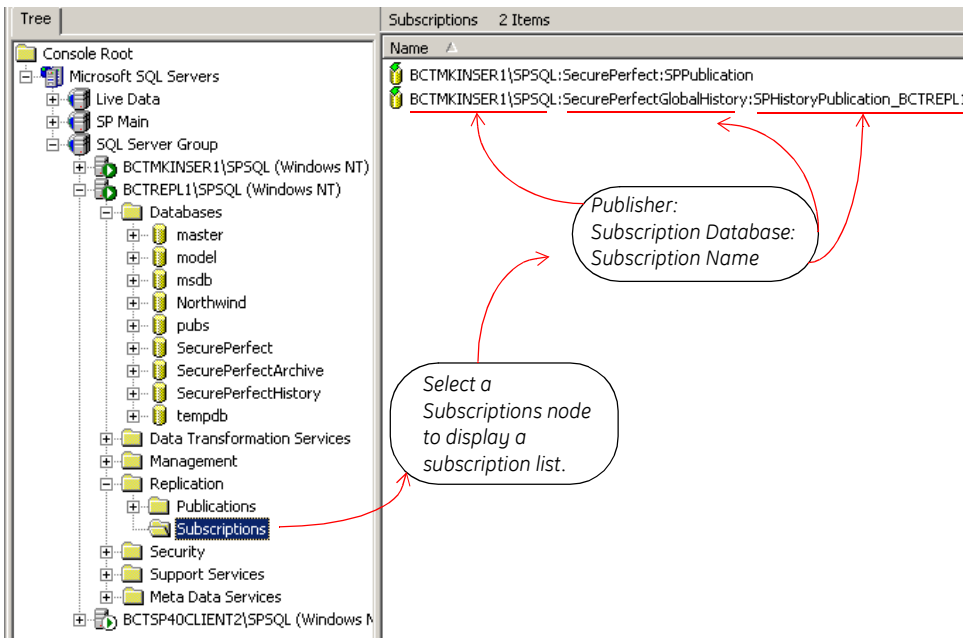 Tree
Console Root
Microsoft SQL Servers
Live Data
SP Main
SQL Server Group
BCTMKINSER1\SPSQL (Windows NT)
BCTREPL1\SPSQL (Windows NT)
Databases
master
model
msdb
Northwind
pubs
SecurePerfect
SecurePerfectArchive
SecurePerfectHistory
tempdb
Data Transformation Services
Management
Replication
Publications
Subscriptions
Security
Support Services
Meta Data Services
BCTSP40CLIENT2\SPSQL (Windows N
Subscriptions 2 Items
Name
BCTMKINSER1\SPSQL:SecurePerfect:SPPublication
BCTMKINSER1\SPSQL:SecurePerfectGlobalHistory:SPHistoryPublication_BCTREPL1
Publisher:
Subscription Database:
Subscription Name
Select a
Subscriptions node
to display a
subscription list.